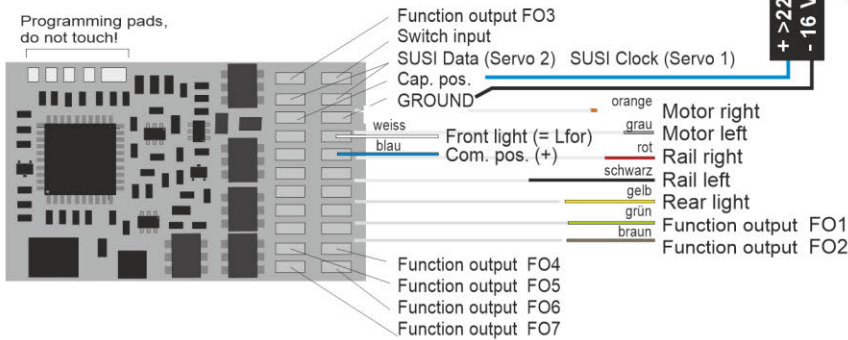 Programming pads,
do not touch!
Function output FO3
Switch input
SUSI Data (Servo 2) SUSI Clock (Servo 1)
Cap. pos.
GROUND
+ >22
- 16 V
orange
Motor right
weiss
Front light (= Lfor)
grau
Motor left
blau
Com. pos. (+)
rot
Rail right
schwarz
Rail left
gelb
Rear light
grün
Function output FO1
braun
Function output FO2
Function output FO4
Function output FO5
Function output FO6
Function output FO7